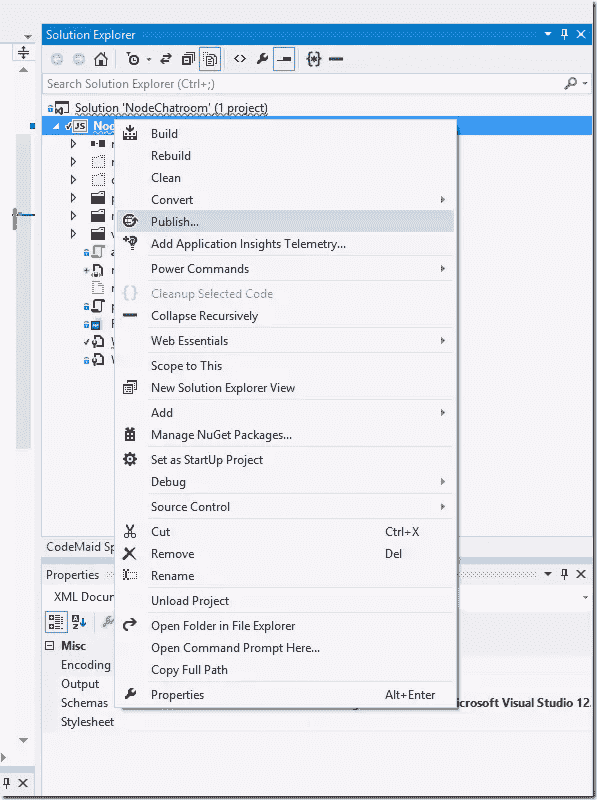 Solution Explorer
Search Solution Explorer (Ctrl+;)
Solution 'NodeChatroom' (1 project)
Build
Rebuild
Clean
Convert
Publish...
Add Application Insights Telemetry...
Power Commands
Cleanup Selected Code
Collapse Recursively
Web Essentials
Scope to This
New Solution Explorer View
Add
Manage NuGet Packages...
Set as StartUp Project
Debug
Source Control
Cut Ctrl+X
Remove Del
Rename
Unload Project
Open Folder in File Explorer
Open Command Prompt Here...
Copy Full Path
Properties Alt+Enter
CodeMaid Sp
Properties
XML Docu
Misc
Encoding
Output
Schemas icrosoft Visual Studio 12.
Stylesheet